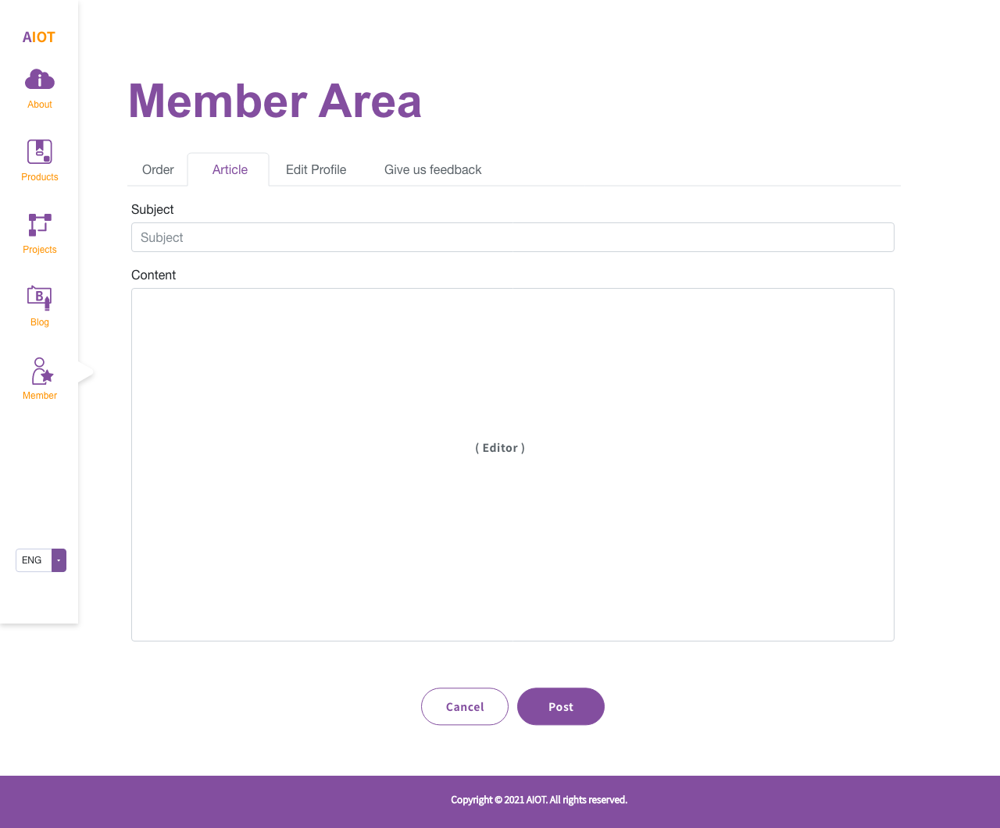 AIOT
About
Products
Projects
B
Blog
Member
ENG
Member Area
Order
Article
Edit Profile
Give us feedback
Subject
Subject
Content
( Editor )
Cancel
Post
Copyright © 2021 AIOT. All rights reserved.